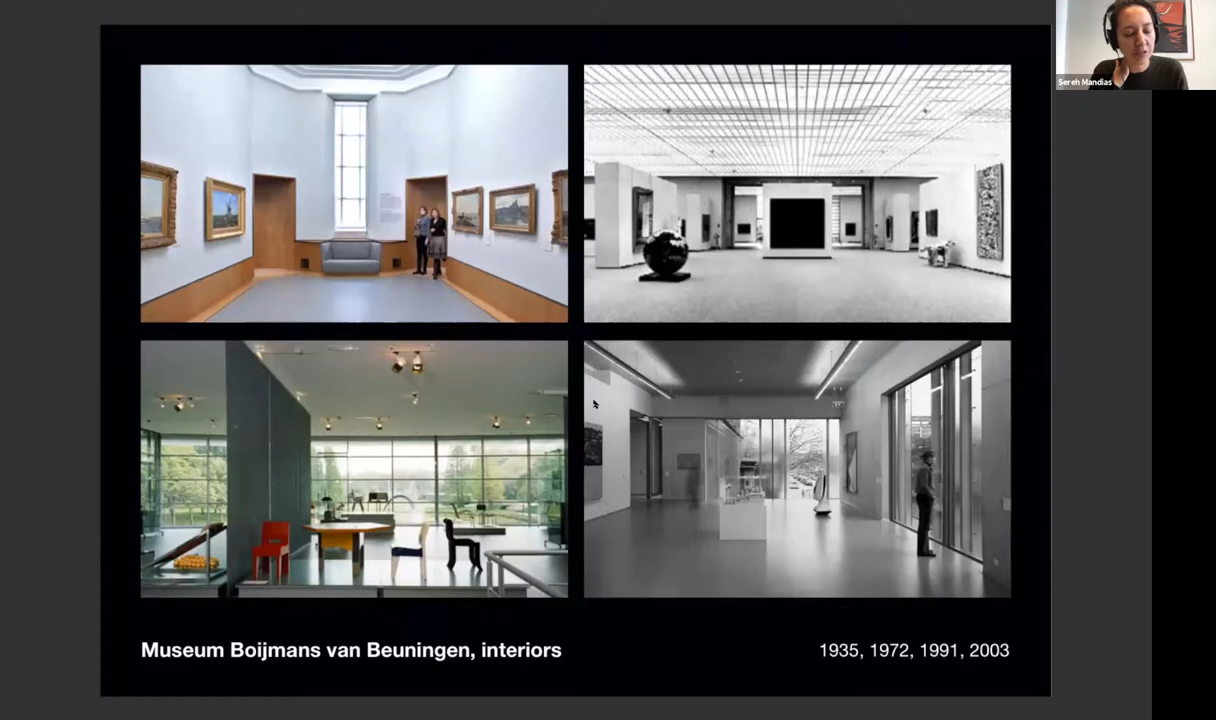 Sereh Mandias
Museum Boijmans van Beuningen, interiors
1935, 1972, 1991, 2003